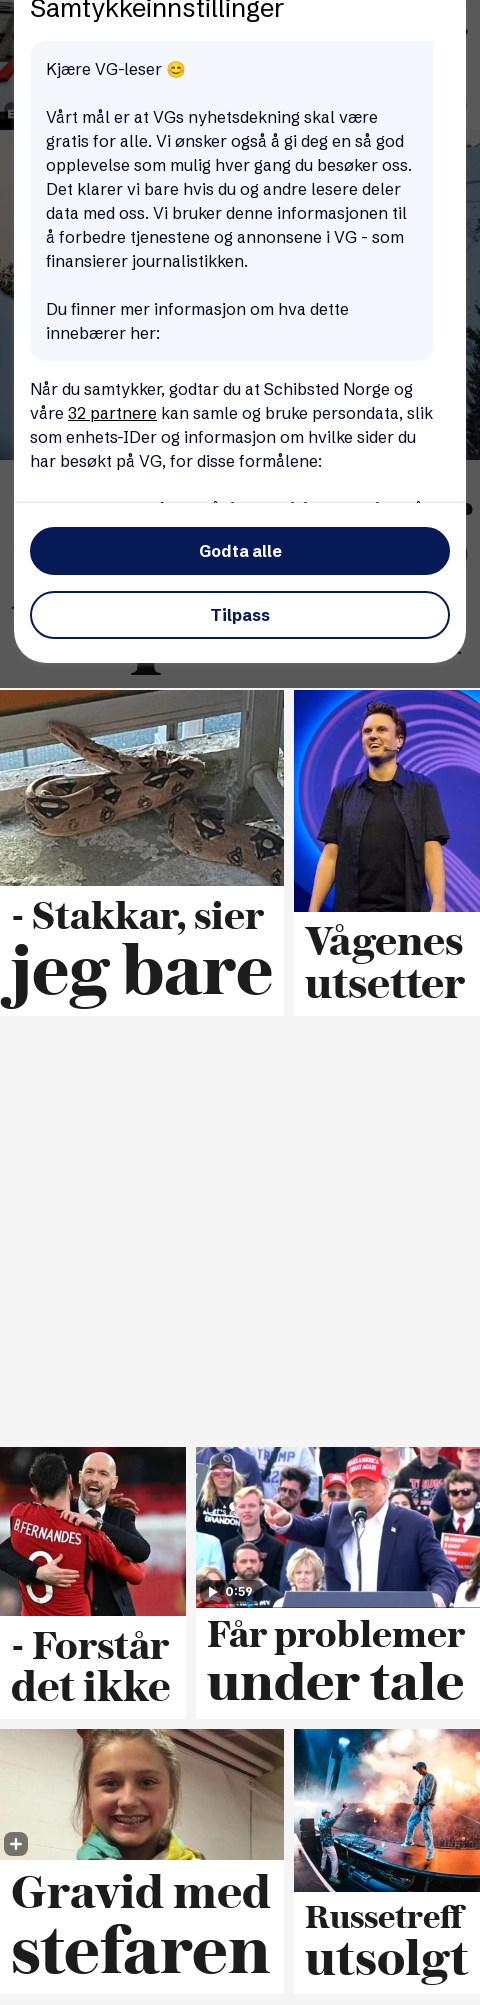 Samtykkeinnstillinger
Kjære VG-leser 😊
Vårt mål er at VGs nyhetsdekning skal være
gratis for alle. Vi ønsker også å gi deg en så god
opplevelse som mulig hver gang du besøker oss.
Det klarer vi bare hvis du og andre lesere deler
data med oss. Vi bruker denne informasjonen til
å forbedre tjenestene og annonsene i VG - som
finansierer journalistikken.
Du finner mer informasjon om hva dette
innebærer her:
Når du samtykker, godtar du at Schibsted Norge og
våre 32 partnere kan samle og bruke persondata, slik
som enhets-IDer og informasjon om hvilke sider du
har besøkt på VG, for disse formålene:
Godta alle
Tilpass
- Stakkar, sier
jeg bare
Vågenes
utsetter
B.FERNANDES
- Forstår
det ikke
TRUMP
MAKE AMERICA
GREAT AGAIN
BRANDON
0:59
Får problemer
under tale
Gravid med
stefaren
Russetreff
utsolgt